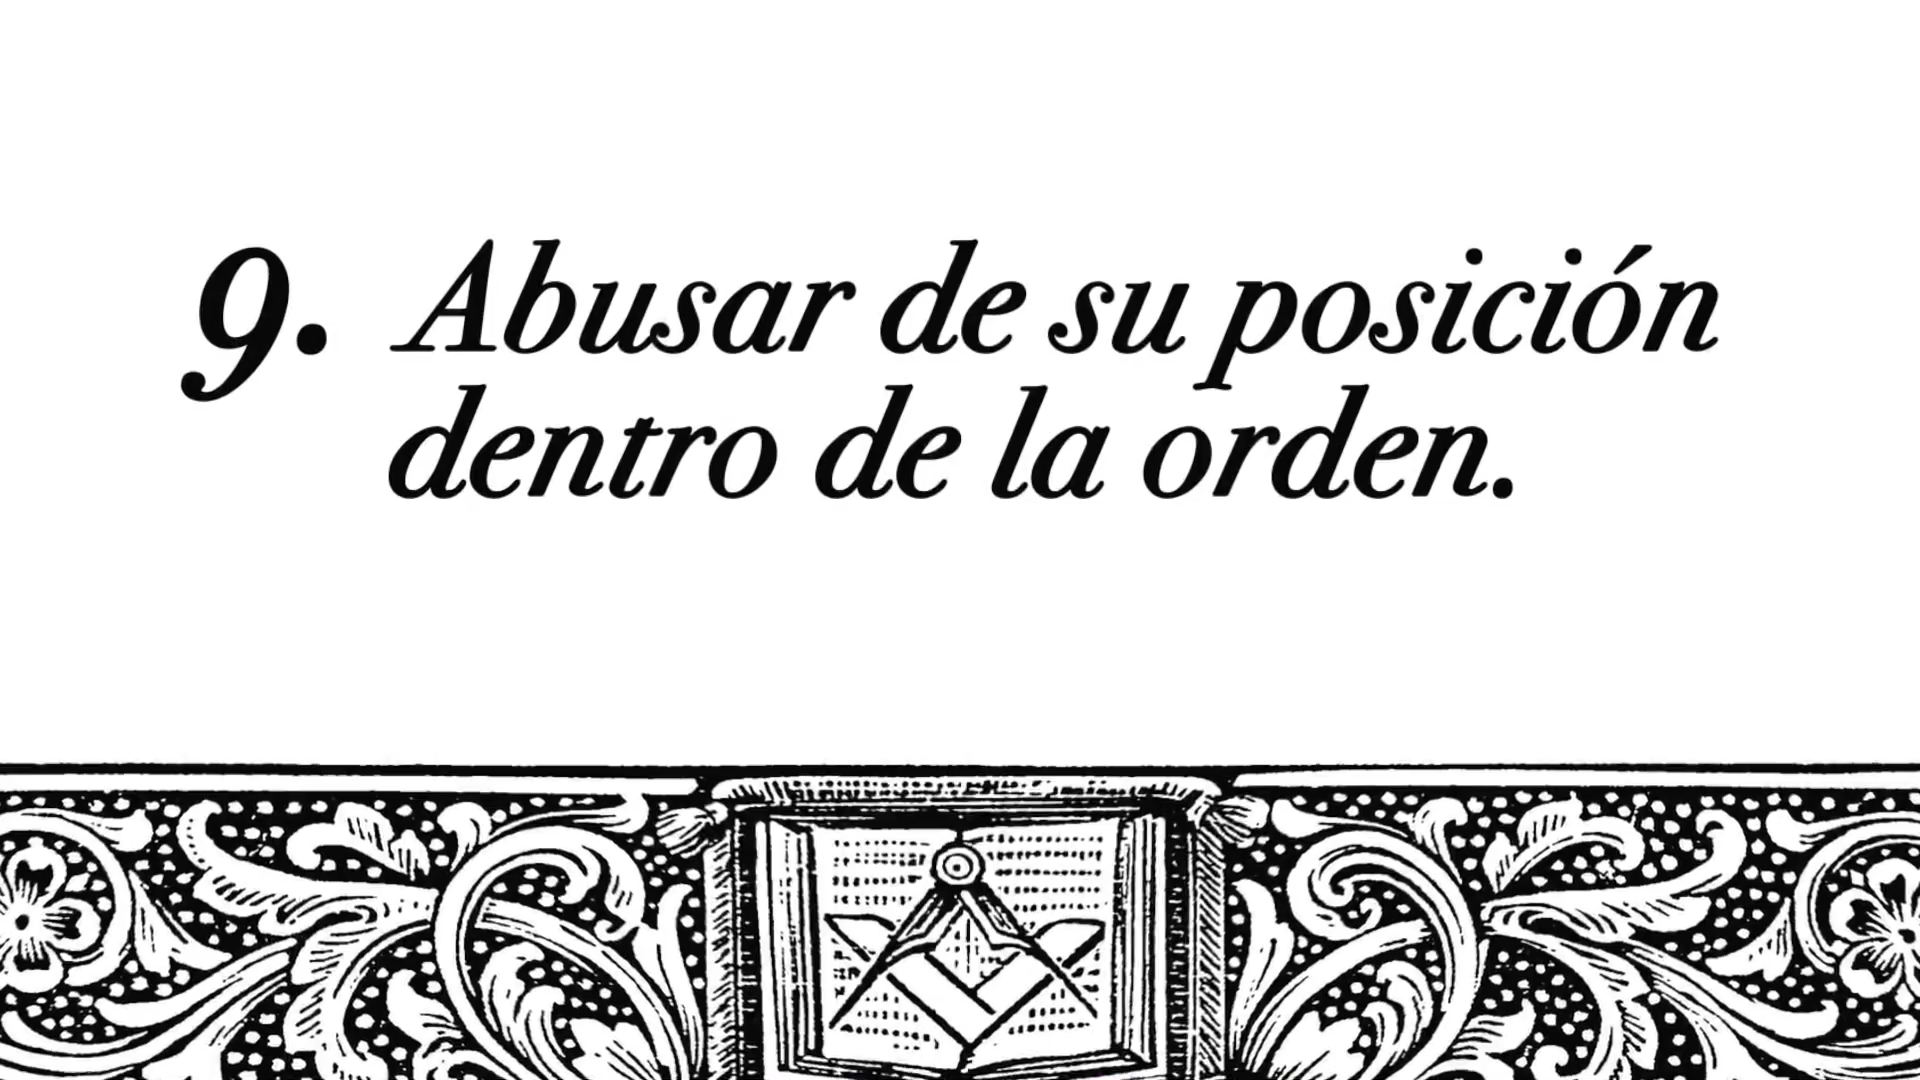 9. Abusar de su posición
dentro de la orden.